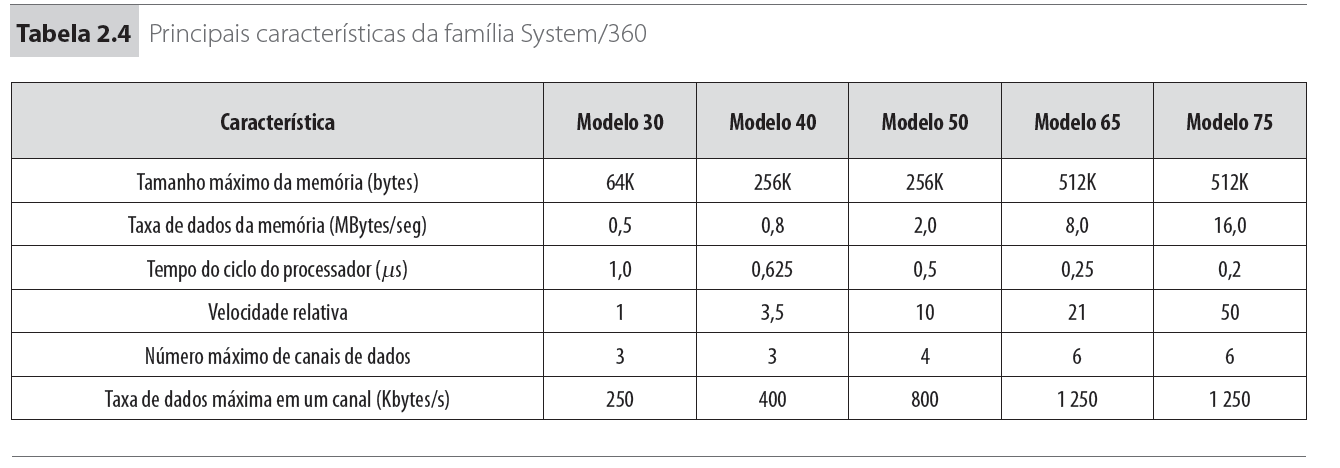 Tabela 2.4 Principais características da família System/360
Característica Modelo 30 Modelo 40 Modelo 50 Modelo 65 Modelo 75
Tamanho máximo da memória (bytes) 64K 256K 256K 512K 512K
Taxa de dados da memória (MBytes/seg) 0,5 0,8 2,0 8,0 16,0
Tempo do ciclo do processador (µs) 1,0 0,625 0,5 0,25 0,2
Velocidade relativa 1 3,5 10 21 50
Número máximo de canais de dados 3 3 4 6 6
Taxa de dados máxima em um canal (Kbytes/s) 250 400 800 1 250 1 250